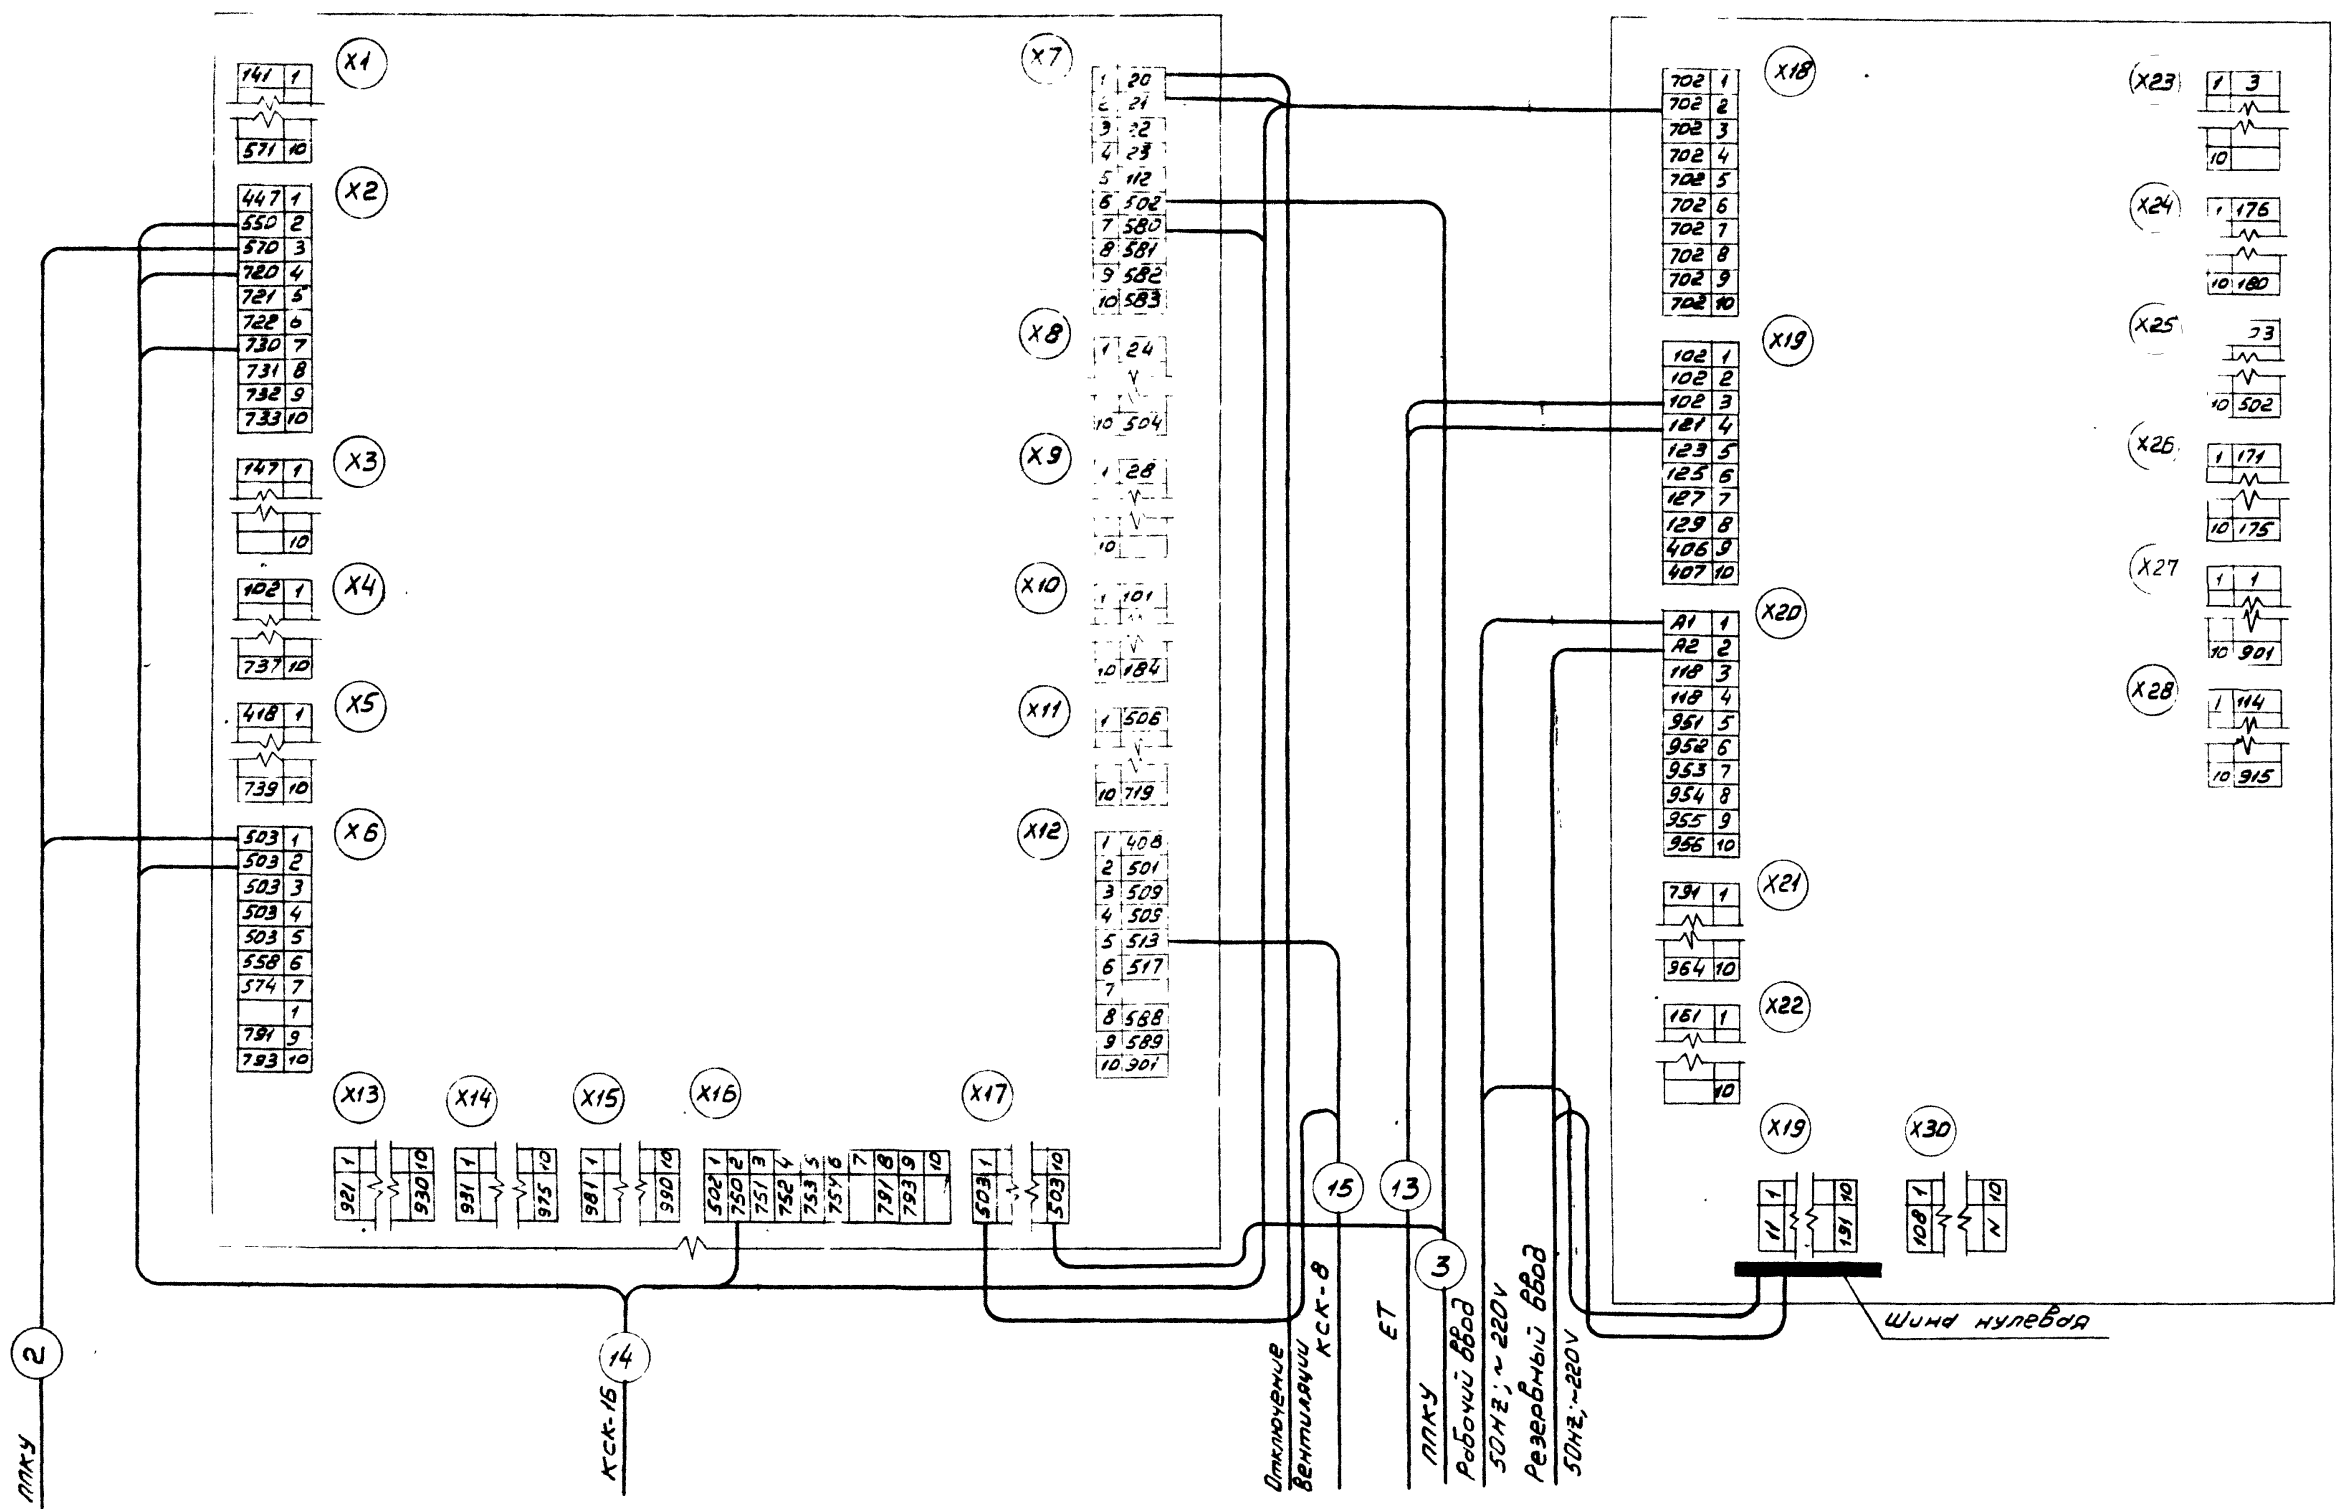 X1
141 1
571 10
X2
447 1
550 2
570 3
720 4
721 5
722 6
730 7
731 8
732 9
733 10
X3
147 1
10
X4
102 1
737 10
X5
418 1
739 10
X6
503 1
503 2
503 3
503 4
503 5
558 6
574 7
1
791 9
793 10
X7
1 20
2 21
3 22
4 23
5 112
6 502
7 580
8 581
9 582
10 583
X8
1 24
10 504
X9
1 28
10
X10
1 101
10 184
X11
1 506
10 719
X12
1 408
2 501
3 509
4 509
5 513
6 517
7
8 588
9 589
10 901
X13
921 1
930 10
X14
931 1
975 10
X15
981 1
990 10
X16
502 1
750 2
751 3
752 4
753 5
754 6
7
791 8
793 9
10
X17
503 1
503 10
X18
702 1
702 2
702 3
702 4
702 5
702 6
702 7
702 8
702 9
702 10
X19
102 1
102 2
102 3
121 4
123 5
125 6
127 7
129 8
406 9
407 10
X20
A1 1
A2 2
118 3
118 4
951 5
952 6
953 7
954 8
955 9
956 10
X21
791 1
964 10
X22
161 1
10
X23
1 3
10
X24
1 176
10 180
X25
10 502
X26
1 171
10 175
X27
1 1
10 901
X28
1 114
10 915
X19
11 1
191 10
X30
108 1
N 10
Шина нулевая
2
ППКУ
14
КСК-16
Отключение
вентиляции
15
КСК-8
13
ЕТ
3
ППКУ
Рабочий ввод
50Hz; ~220V
Резервный ввод
50Hz; ~220V